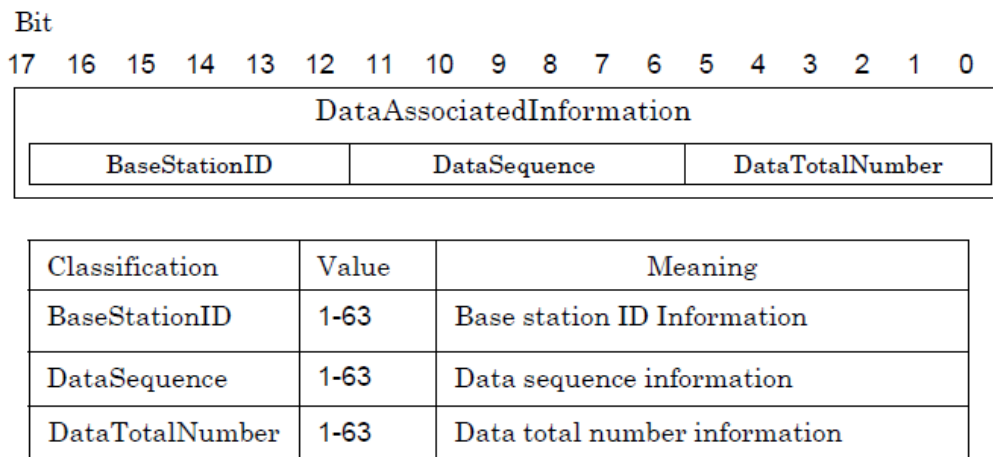 Bit
17 16 15 14 13 12 11 10 9 8 7 6 5 4 3 2 1 0
DataAssociatedInformation
BaseStationID DataSequence DataTotalNumber
Classification Value Meaning
BaseStationID 1-63 Base station ID Information
DataSequence 1-63 Data sequence information
DataTotalNumber 1-63 Data total number information